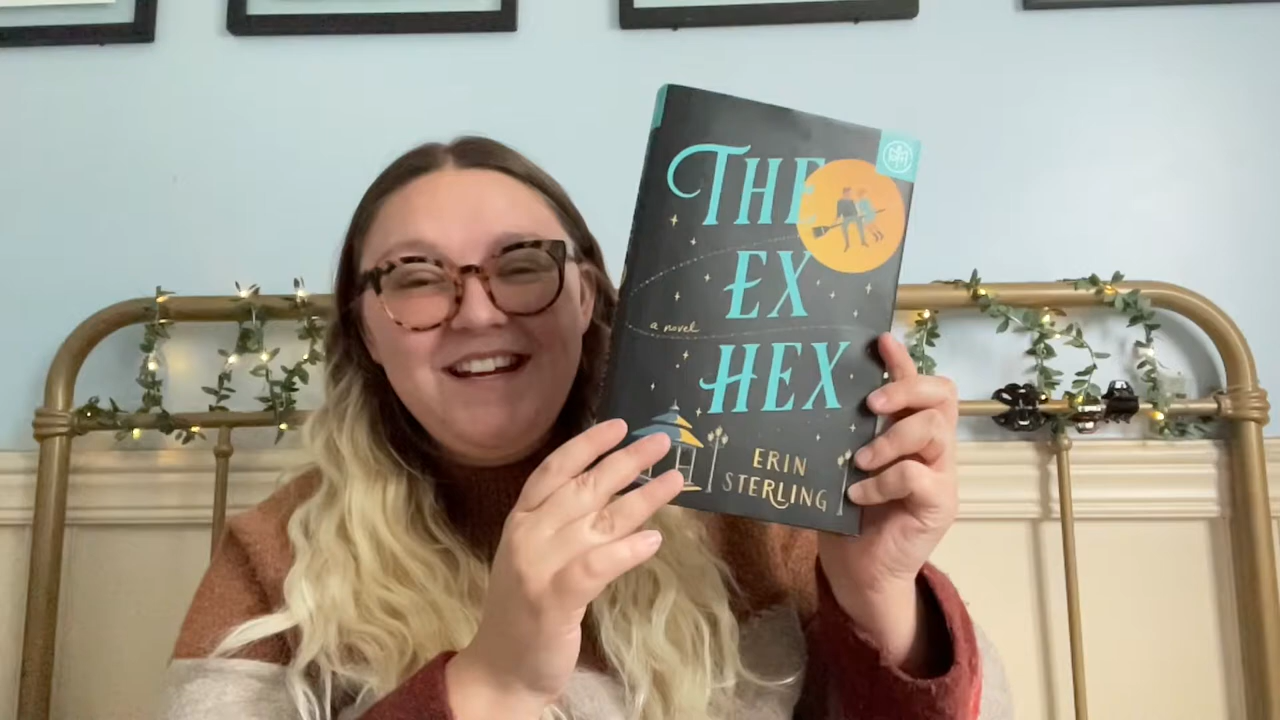 THE
EX
a novel
HEX
ERIN
STERLING